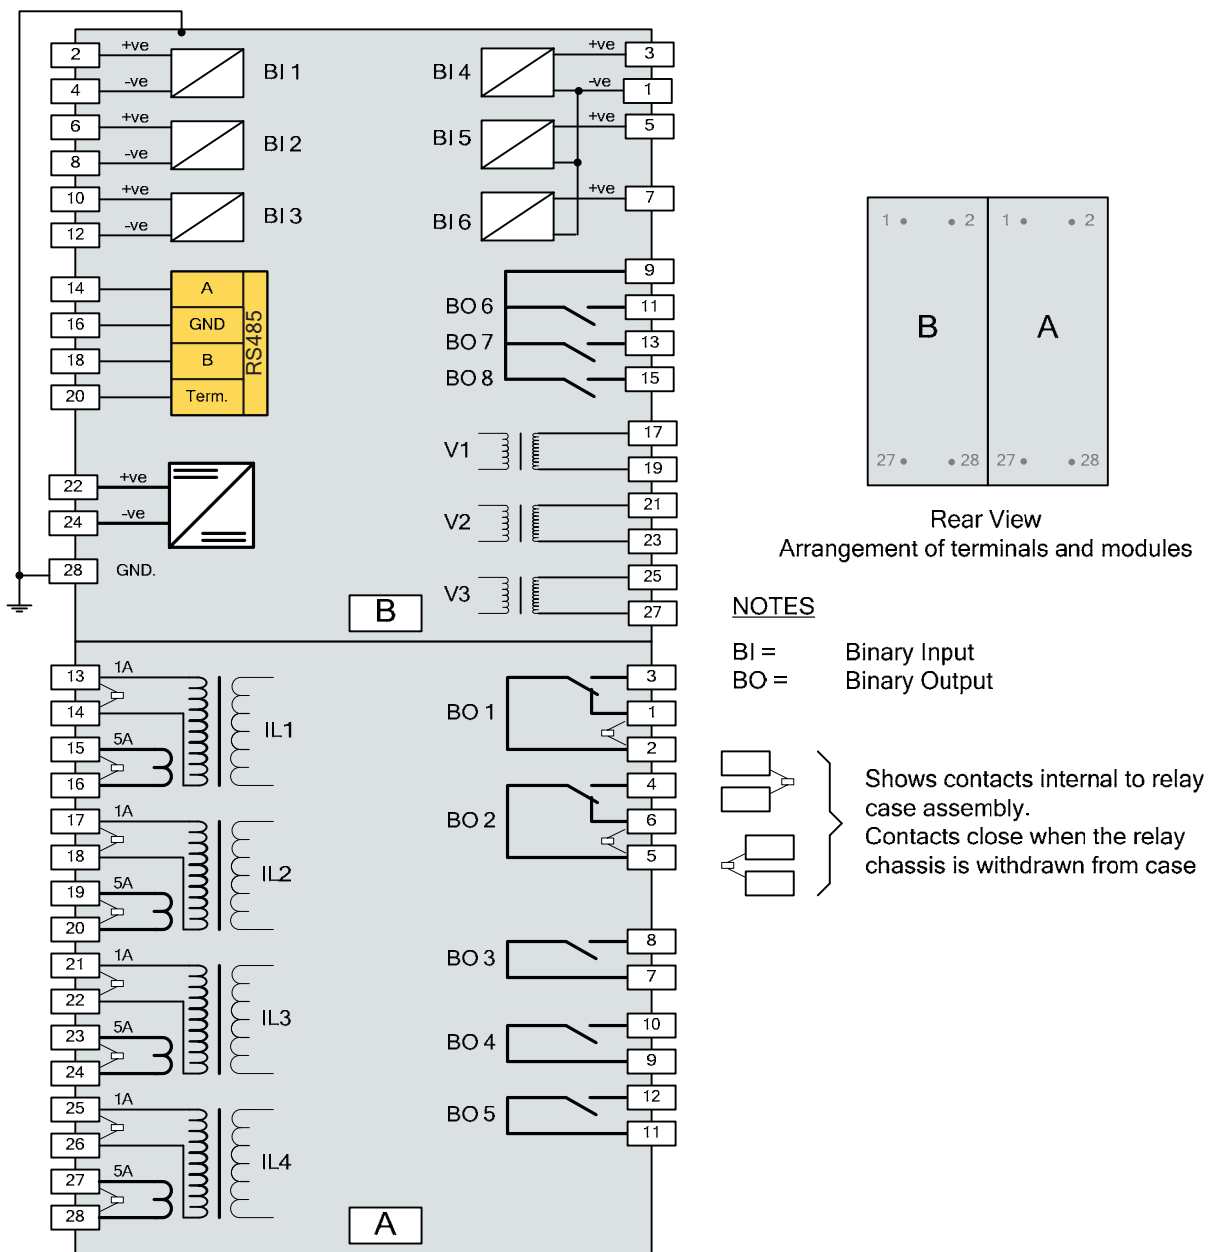 2 +ve BI 1 BI 4 +ve 3
4 -ve -ve 1
6 +ve BI 2 BI 5 +ve 5
8 -ve
10 +ve BI 3 BI 6 +ve 7
12 -ve
14 A 9
16 GND BO 6 11
18 B BO 7 13
20 Term. BO 8 15
RS485
V1 17
19
22 +ve V2 21
24 -ve 23
28 GND. V3 25
27
B
13 1A IL1 BO 1 3
14 1
15 5A 2
16
17 1A IL2 BO 2 4
18 6
19 5A 5
20
21 1A IL3 BO 3 8
22 7
23 5A BO 4 10
24 9
25 1A IL4 BO 5 12
26 11
27 5A
28
A
1 2 1 2
B A
27 28 27 28
Rear View
Arrangement of terminals and modules
NOTES
BI = Binary Input
BO = Binary Output
Shows contacts internal to relay
case assembly.
Contacts close when the relay
chassis is withdrawn from case